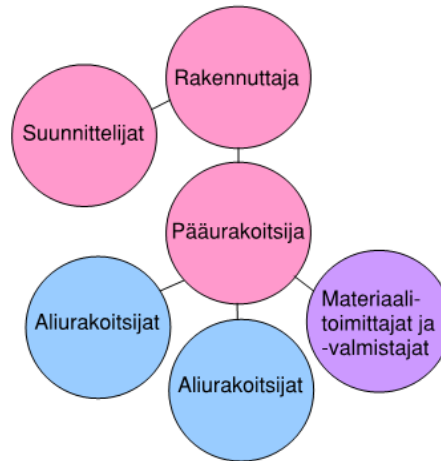 Rakennuttaja
Suunnittelijat
Pääurakoitsija
Aliurakoitsijat
Materiaali-
toimittajat ja
-valmistajat
Aliurakoitsijat